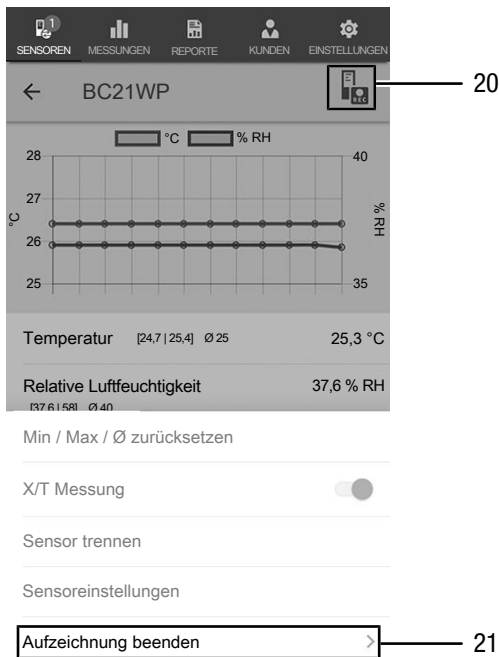 1
SENSOREN MESSUNGEN REPORTE KUNDEN EINSTELLUNGEN
BC21WP
REC
20
°C % RH
28 40
27
°C % RH
26
25 35
Temperatur [24,7 | 25,4] Ø 25 25,3 °C
Relative Luftfeuchtigkeit 37,6 % RH
[37,6 | 58] Ø 40
Min / Max / Ø zurücksetzen
X/T Messung
Sensor trennen
Sensoreinstellungen
Aufzeichnung beenden 21